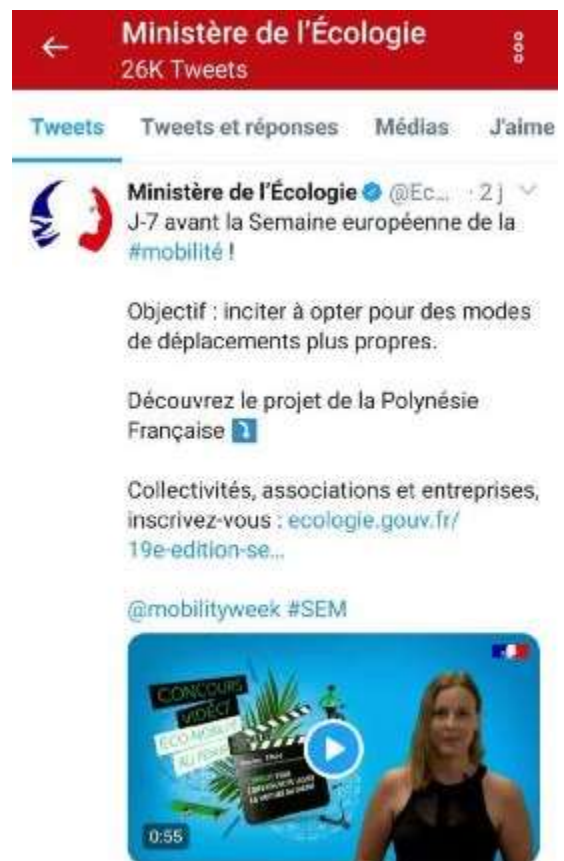 Ministère de l'Écologie
26K Tweets
Tweets Tweets et réponses Médias J'aime
Ministère de l'Écologie @Ec... · 2 j
J-7 avant la Semaine européenne de la
#mobilité !
Objectif : inciter à opter pour des modes
de déplacements plus propres.
Découvrez le projet de la Polynésie
Française
Collectivités, associations et entreprises,
inscrivez-vous : ecologie.gouv.fr/
19e-edition-se...
@mobilityweek #SEM
CONCOURS
VIDÉO
0:55